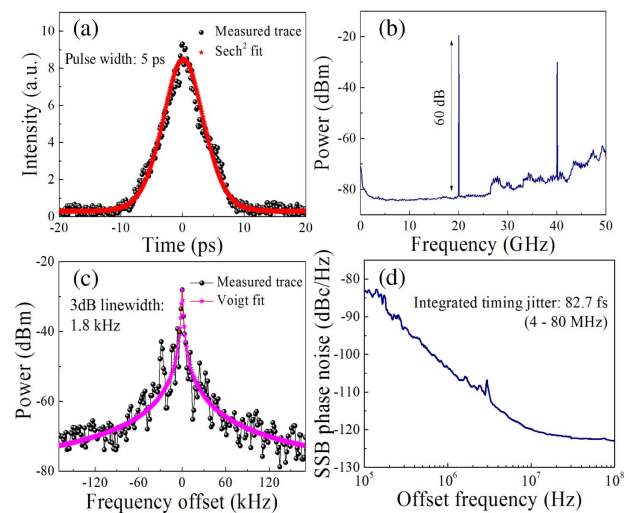 (a)
Measured trace
Sech² fit
Pulse width: 5 ps
Intensity (a.u.)
10
8
6
4
2
0
-20 -10 0 10 20
Time (ps)
(b)
60 dB
Power (dBm)
-20
-40
-60
-80
0 10 20 30 40 50
Frequency (GHz)
(c)
Measured trace
Voigt fit
3dB linewidth:
1.8 kHz
Power (dBm)
-20
-40
-60
-80
-120 -60 0 60 120
Frequency offset (kHz)
(d)
Integrated timing jitter: 82.7 fs
(4 - 80 MHz)
SSB phase noise (dBc/Hz)
-80
-90
-100
-110
-120
-130
10⁵ 10⁶ 10⁷ 10⁸
Offset frequency (Hz)